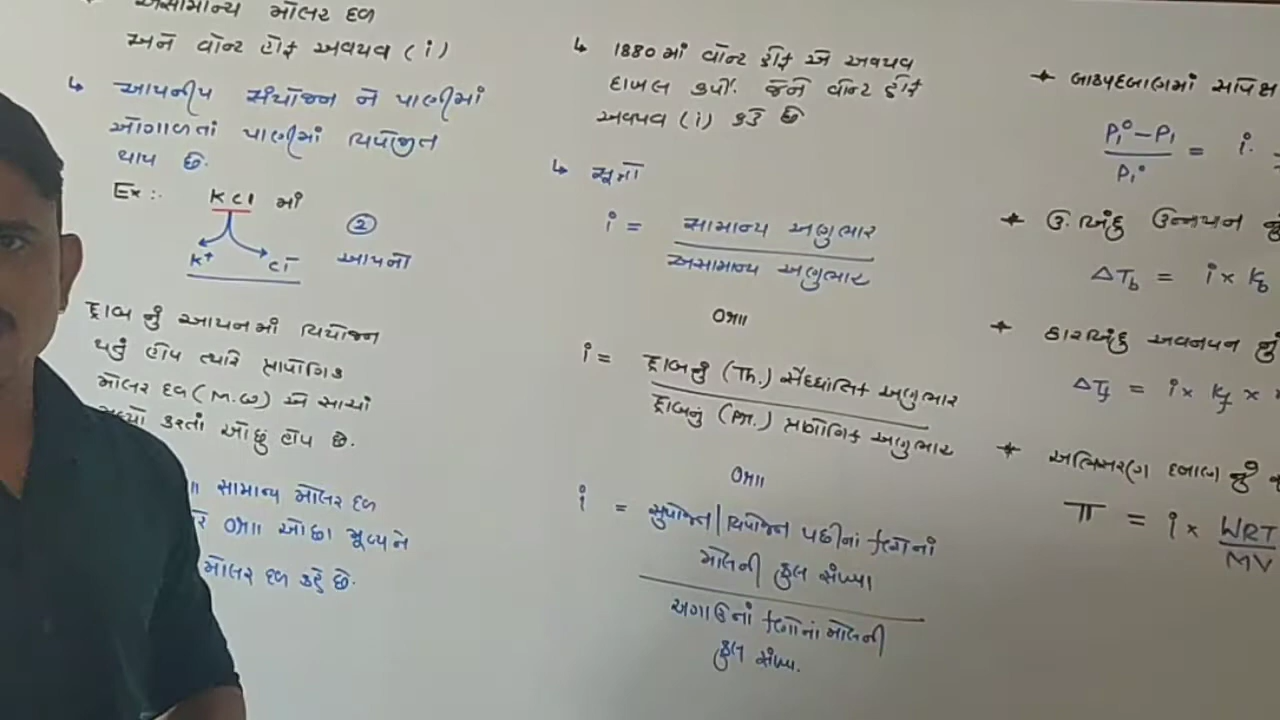 અસામાન્ય મોલર દળ
અને વોન્ટ હોફ અવયવ (i)
↳ આયનીય સંયોજન ને પાણીમાં
ઓગાળતાં પાણીમાં વિયોજીત
થાય છે.
Ex :- KCl માં
K⁺ Cl⁻
②
આયનો
દ્રાવ્ય નું આયનમાં વિયોજન
થતું હોય ત્યારે પ્રાયોગિક
મોલર દળ (M.W) એ સાચાં
કરતાં ઓછું હોય છે.
સામાન્ય મોલર દળ
અથવા ઓછા મૂલ્ય ને
મોલર દળ કહે છે.
↳ 1880 માં વોન્ટ હોફ એ અવયવ
દાખલ કર્યો. જેને વોન્ટ હોફ
અવયવ (i) કહે છે
↳ સૂત્રો
i = સામાન્ય અણુભાર
અસામાન્ય અણુભાર
અથવા
i = દ્રાવ્યનું (Th.) સૈધ્ધાંતિક અણુભાર
દ્રાવ્યનું (Pr.) પ્રાયોગિક અણુભાર
અથવા
i = સુયોજન/વિયોજન પછીનાં કણોનાં
મોલની કુલ સંખ્યા
અગાઉનાં કણોનાં મોલની
કુલ સંખ્યા.
* બાષ્પદબાણમાં સાપેક્ષ
P₁° – P₁
P₁°
= i.
* ઉ.બિંદુ ઉન્નયન નું
ΔTb = i × Kb
* ઠારબિંદુ અવનયન નું
ΔTf = i × Kf ×
* અભિસરણ દબાણ નું
π = i × WRT
MV